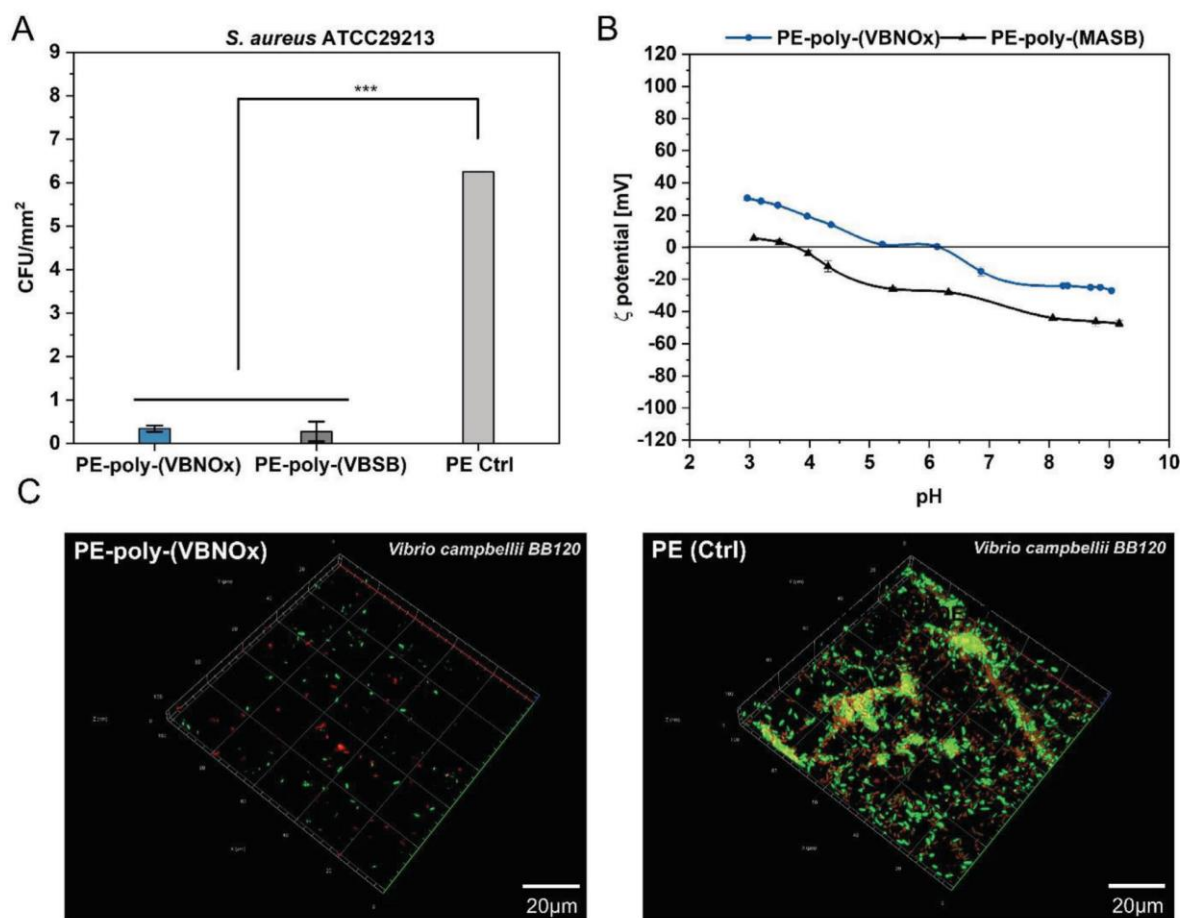 A
S. aureus ATCC29213
9
8
7
6
5
4
3
2
1
0
CFU/mm²
***
PE-poly-(VBNOx) PE-poly-(VBSB) PE Ctrl
B
PE-poly-(VBNOx) PE-poly-(MASB)
120
100
80
60
40
20
0
-20
-40
-60
-80
-100
-120
ζ potential [mV]
2 3 4 5 6 7 8 9 10
pH
C
PE-poly-(VBNOx) Vibrio campbellii BB120
20µm
PE (Ctrl) Vibrio campbellii BB120
20µm